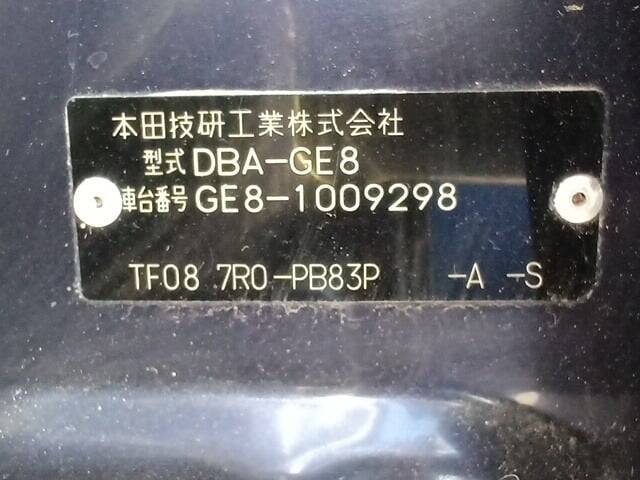 本田技研工業株式会社
型式 DBA-GE8
車台番号 GE8-1009298
TF08 7R0-PB83P -A -S